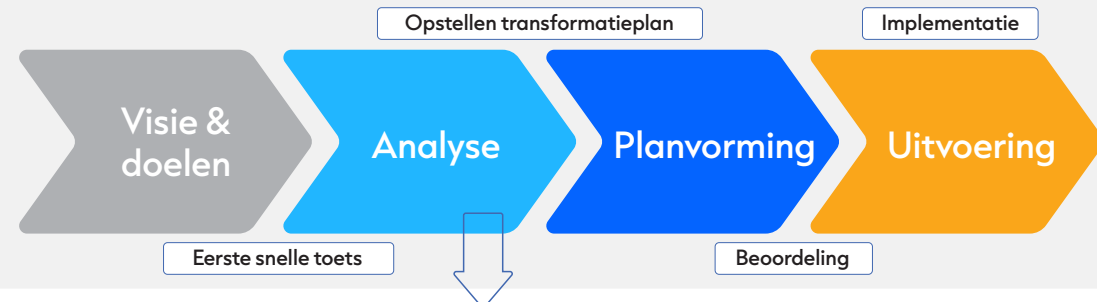 Opstellen transformatieplan
Implementatie
Visie &
doelen
Analyse
Planvorming
Uitvoering
Eerste snelle toets
Beoordeling